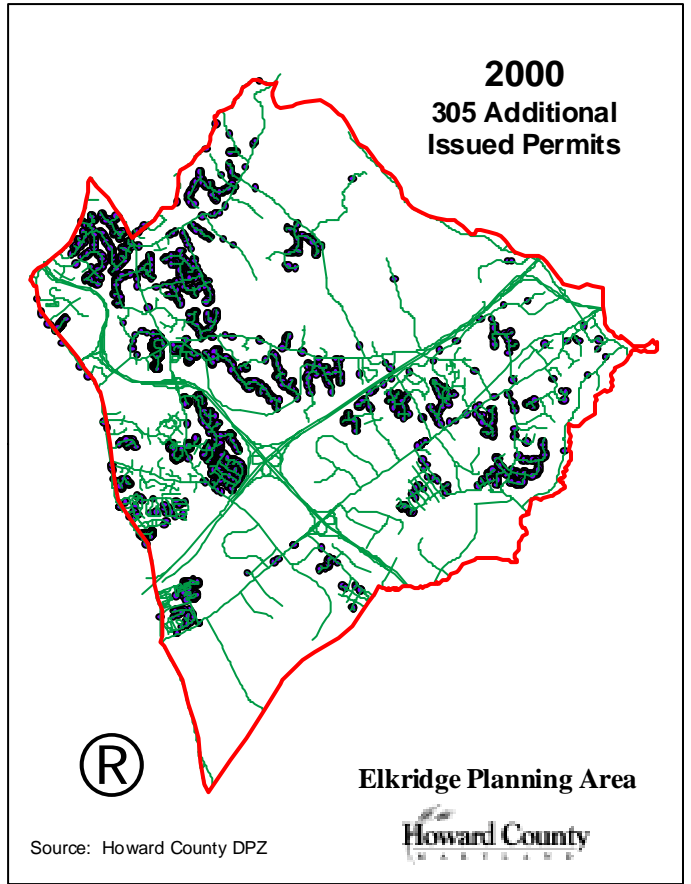 2000
305 Additional
Issued Permits
®
Elkridge Planning Area
Howard County
MARYLAND
Source: Howard County DPZ